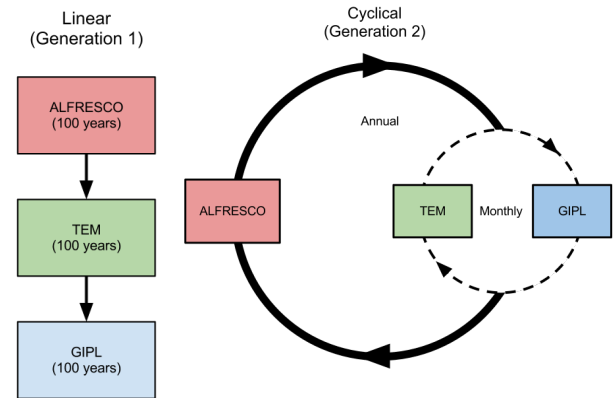 Linear
(Generation 1)
ALFRESCO
(100 years)
TEM
(100 years)
GIPL
(100 years)
Cyclical
(Generation 2)
Annual
ALFRESCO
TEM
Monthly
GIPL